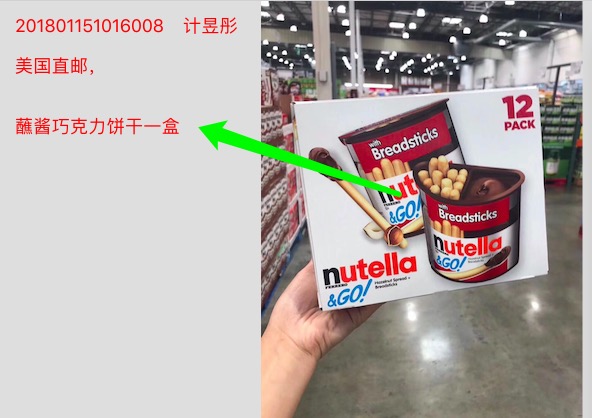 201801151016008 计昱彤
美国直邮，
蘸酱巧克力饼干一盒
12
PACK
with
Breadsticks
nut
&GO!
with
Breadsticks
nutella
&GO!
nutella
FERRERO
&GO!
Hazelnut Spread +
Breadsticks